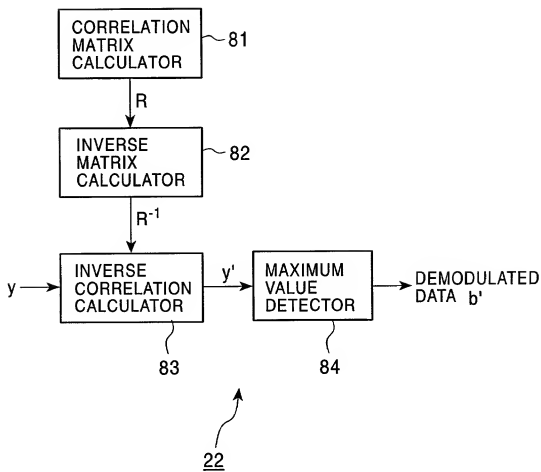 CORRELATION
MATRIX
CALCULATOR
81
R
INVERSE
MATRIX
CALCULATOR
82
R⁻¹
y
INVERSE
CORRELATION
CALCULATOR
83
y'
MAXIMUM
VALUE
DETECTOR
84
DEMODULATED
DATA b'
22